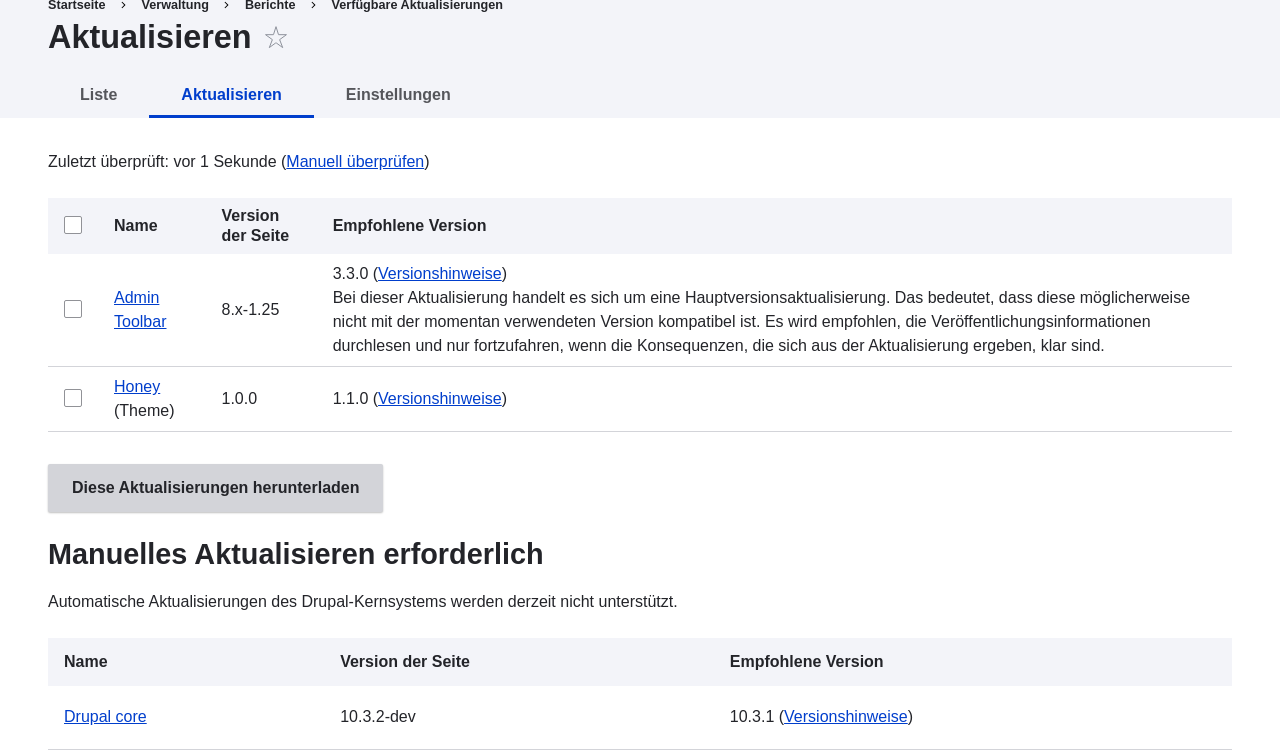 Startseite > Verwaltung > Berichte > Verfügbare Aktualisierungen
Aktualisieren ☆
Liste Aktualisieren Einstellungen
Zuletzt überprüft: vor 1 Sekunde (Manuell überprüfen)
Name Version der Seite Empfohlene Version
Admin Toolbar 8.x-1.25 3.3.0 (Versionshinweise)
Bei dieser Aktualisierung handelt es sich um eine Hauptversionsaktualisierung. Das bedeutet, dass diese möglicherweise
nicht mit der momentan verwendeten Version kompatibel ist. Es wird empfohlen, die Veröffentlichungsinformationen
durchlesen und nur fortzufahren, wenn die Konsequenzen, die sich aus der Aktualisierung ergeben, klar sind.
Honey (Theme) 1.0.0 1.1.0 (Versionshinweise)
Diese Aktualisierungen herunterladen
Manuelles Aktualisieren erforderlich
Automatische Aktualisierungen des Drupal-Kernsystems werden derzeit nicht unterstützt.
Name Version der Seite Empfohlene Version
Drupal core 10.3.2-dev 10.3.1 (Versionshinweise)